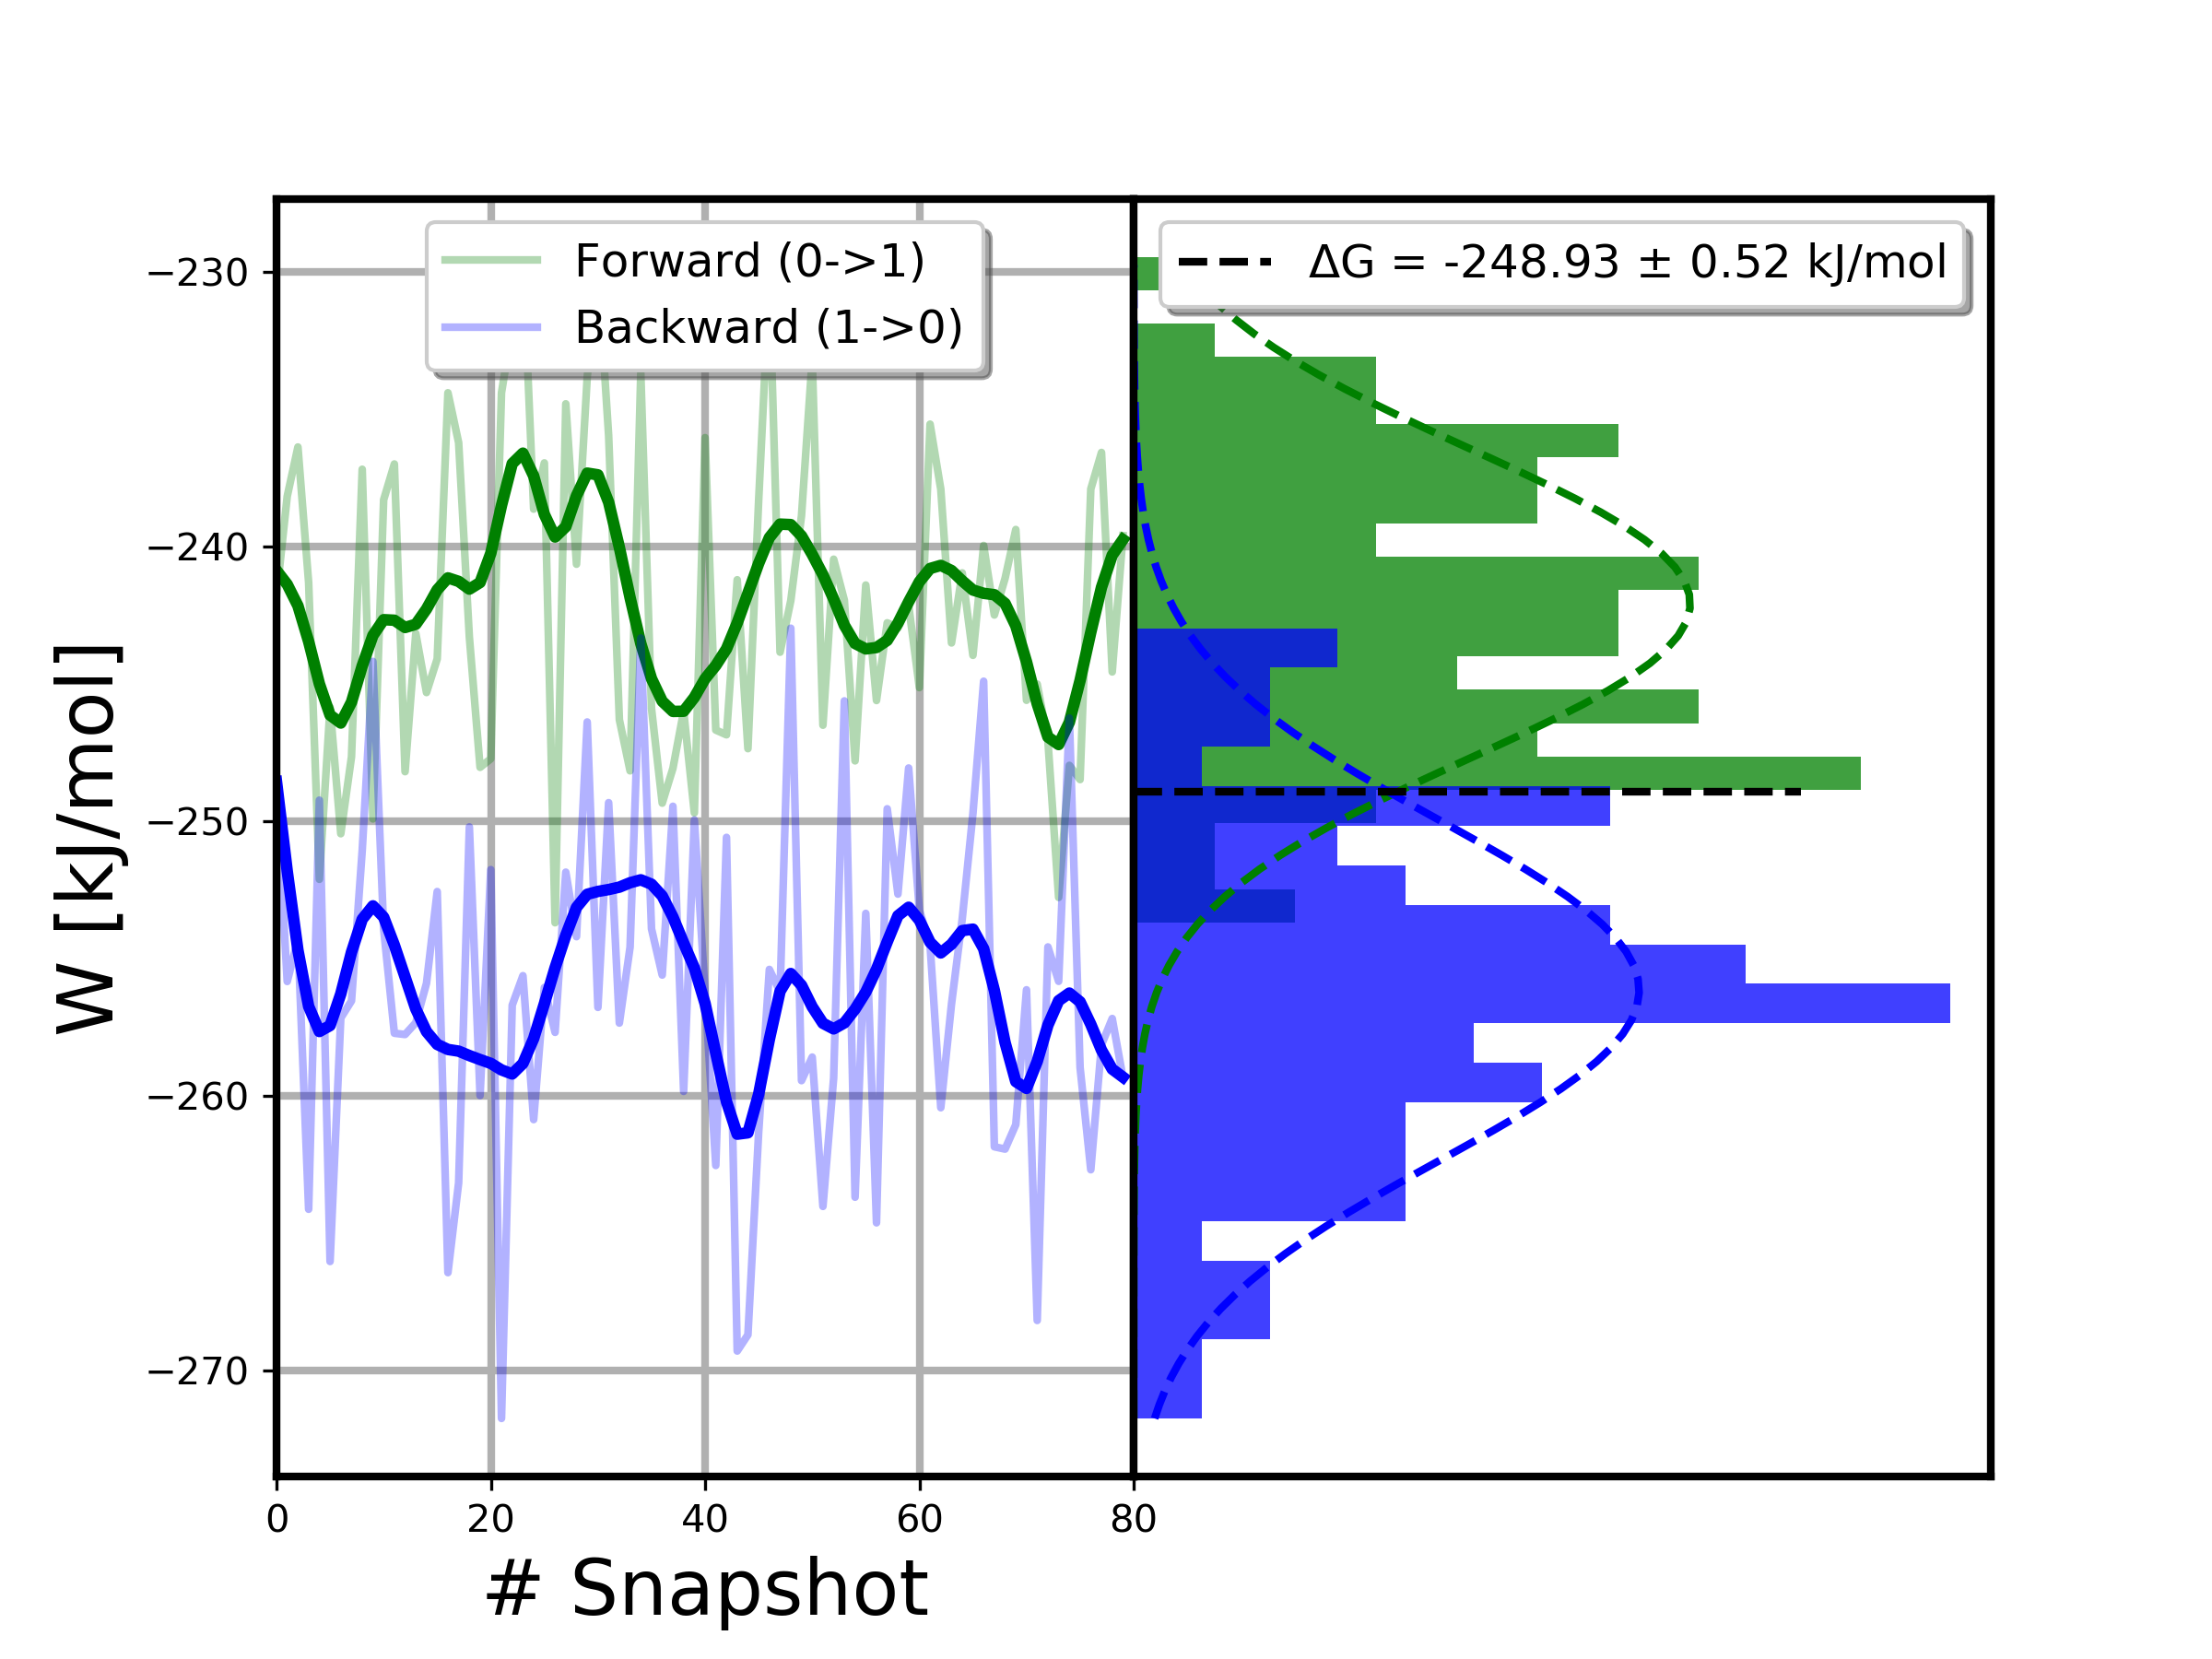 Forward (0->1)
Backward (1->0)
ΔG = -248.93 ± 0.52 kJ/mol
W [kJ/mol]
−230
−240
−250
−260
−270
0 20 40 60 80
# Snapshot